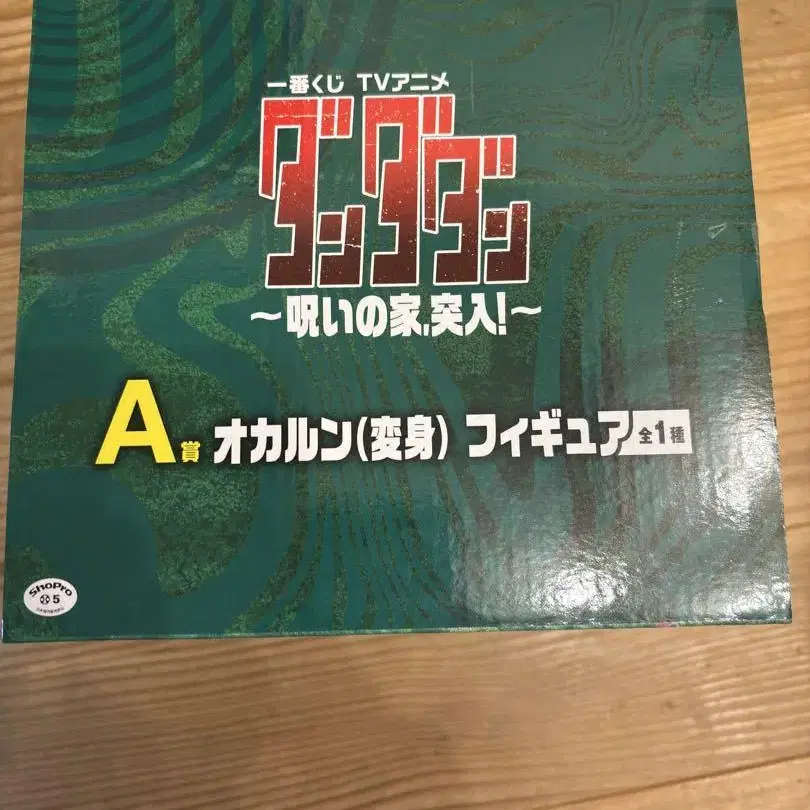 一番くじ TVアニメ
ダンダダン
～呪いの家、突入!～
A賞 オカルン(変身) フィギュア 全1種
ShoPro
5